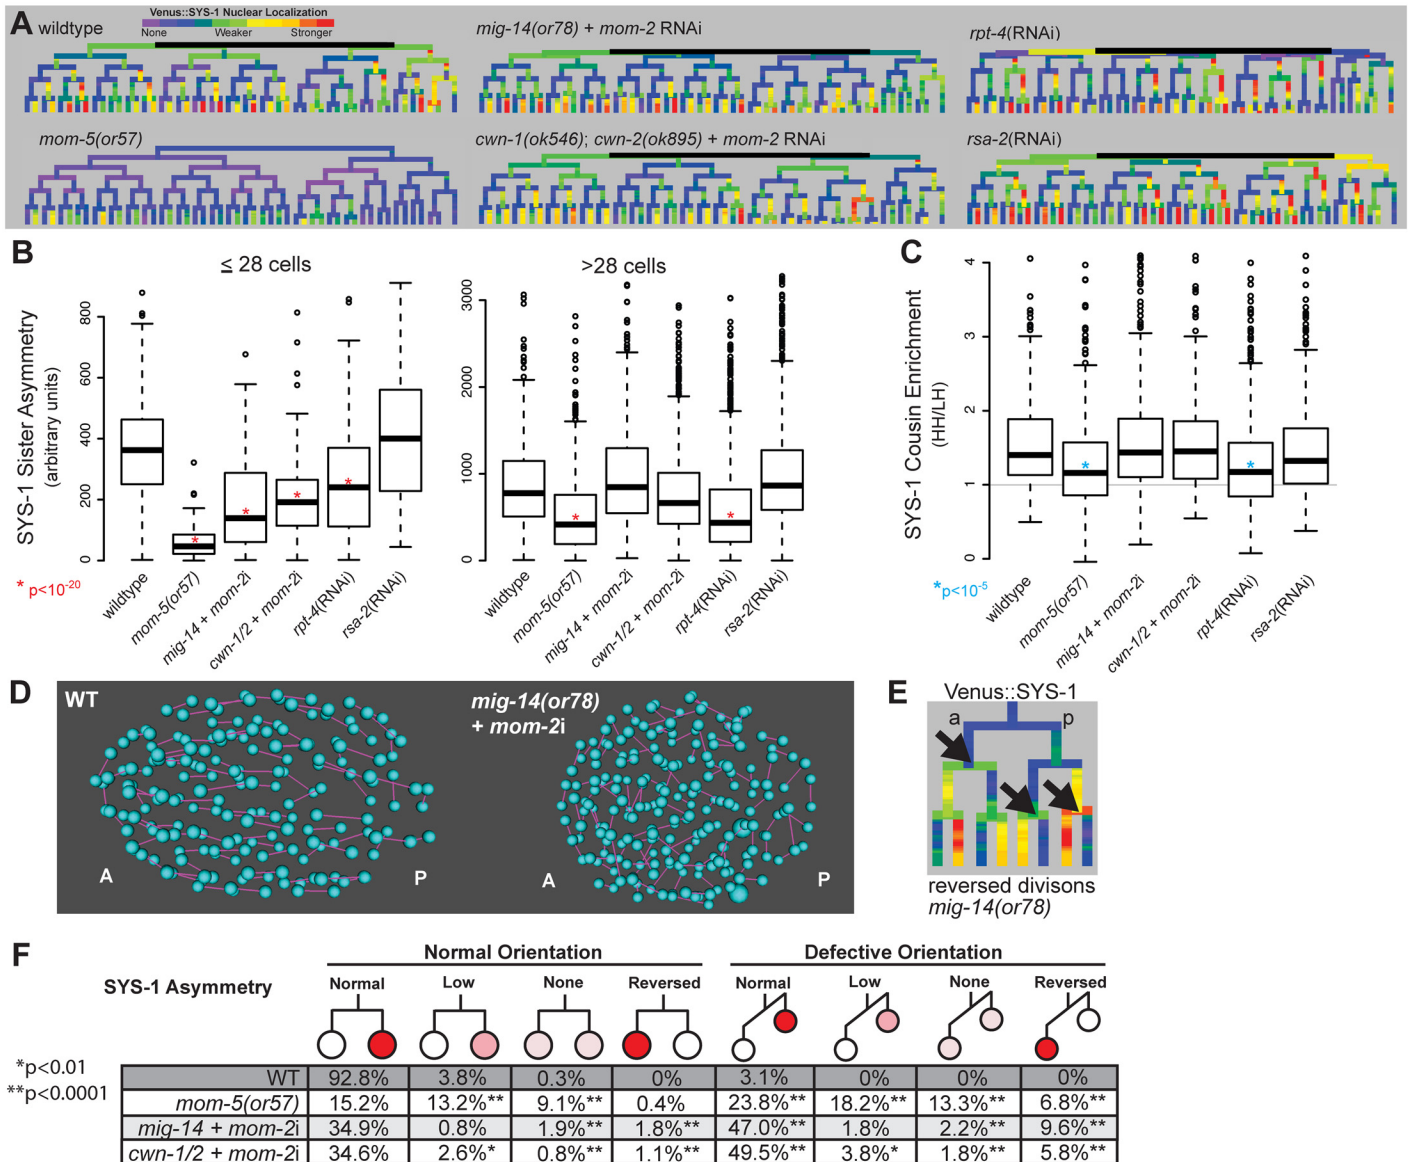 A
wildtype
Venus::SYS-1 Nuclear Localization
None Weaker Stronger
mig-14(or78) + mom-2 RNAi
rpt-4(RNAi)
mom-5(or57)
cwn-1(ok546); cwn-2(ok895) + mom-2 RNAi
rsa-2(RNAi)
B
≤ 28 cells
SYS-1 Sister Asymmetry
(arbitrary units)
800
600
400
200
0
* p<10-20
wildtype
mom-5(or57)
mig-14 + mom-2i
cwn-1/2 + mom-2i
rpt-4(RNAi)
rsa-2(RNAi)
>28 cells
3000
2000
1000
0
wildtype
mom-5(or57)
mig-14 + mom-2i
cwn-1/2 + mom-2i
rpt-4(RNAi)
rsa-2(RNAi)
C
SYS-1 Cousin Enrichment
(HH/LH)
4
3
2
1
0
*p<10-5
wildtype
mom-5(or57)
mig-14 + mom-2i
cwn-1/2 + mom-2i
rpt-4(RNAi)
rsa-2(RNAi)
D
WT
A P
mig-14(or78)
+ mom-2i
A P
E
Venus::SYS-1
a p
reversed divisons
mig-14(or78)
F
Normal Orientation Defective Orientation
SYS-1 Asymmetry Normal Low None Reversed Normal Low None Reversed
*p<0.01
**p<0.0001
WT 92.8% 3.8% 0.3% 0% 3.1% 0% 0% 0%
mom-5(or57) 15.2% 13.2%** 9.1%** 0.4% 23.8%** 18.2%** 13.3%** 6.8%**
mig-14 + mom-2i 34.9% 0.8% 1.9%** 1.8%** 47.0%** 1.8% 2.2%** 9.6%**
cwn-1/2 + mom-2i 34.6% 2.6%* 0.8%** 1.1%** 49.5%** 3.8%* 1.8%** 5.8%**